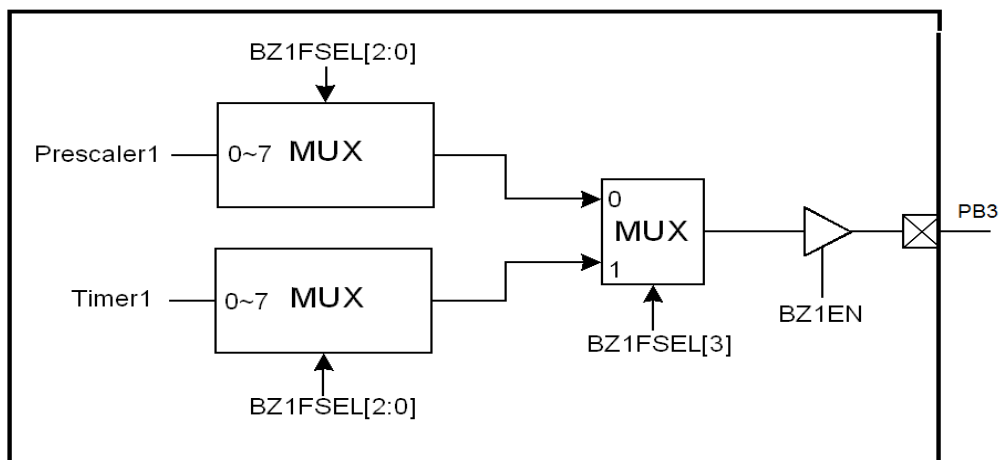 BZ1FSEL[2:0]
Prescaler1
0~7 MUX
0
MUX
1
PB3
Timer1
0~7 MUX
BZ1EN
BZ1FSEL[3]
BZ1FSEL[2:0]